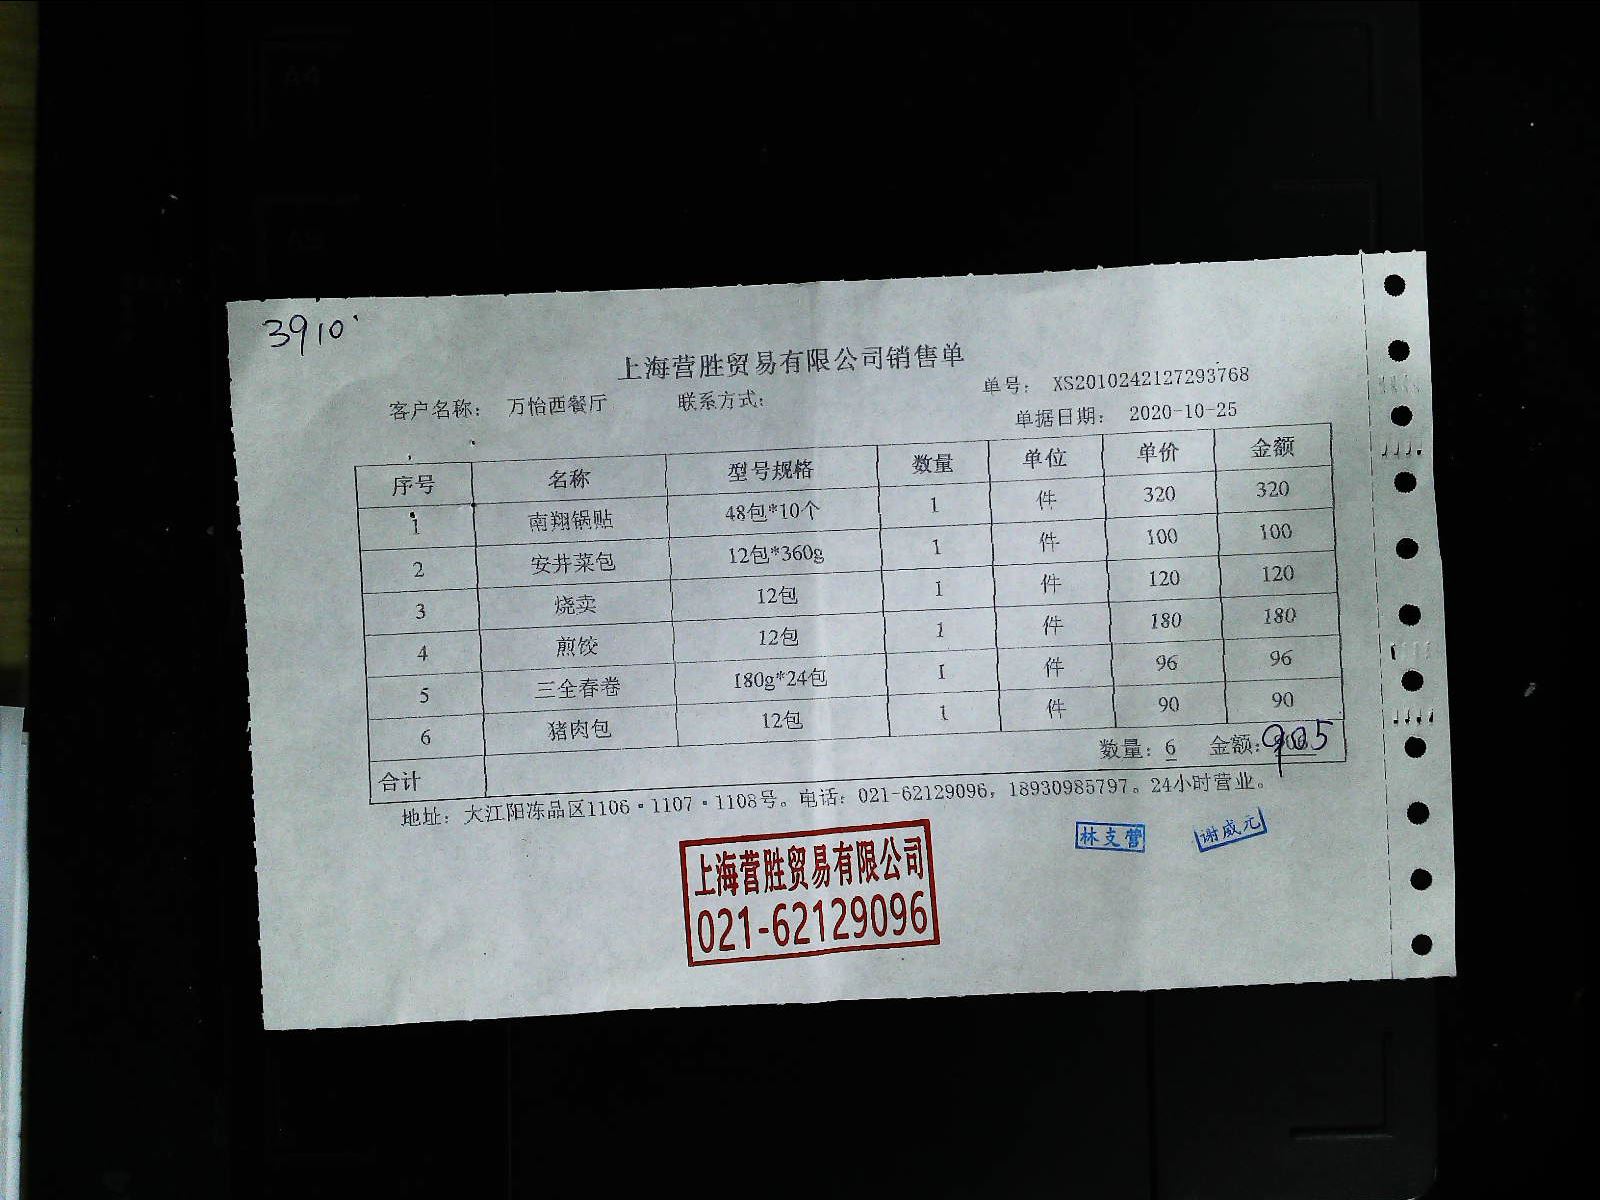 3910
上海营胜贸易有限公司销售单
客户名称： 万怡西餐厅 联系方式： 单号： XS2010242127293768
单据日期： 2020-10-25
序号 名称 型号规格 数量 单位 单价 金额
1 南翔锅贴 48包*10个 1 件 320 320
2 安井菜包 12包*360g 1 件 100 100
3 烧卖 12包 1 件 120 120
4 煎饺 12包 1 件 180 180
5 三全春卷 180g*24包 1 件 96 96
6 猪肉包 12包 1 件 90 90
合计 数量：6 金额：905
地址：大江阳冻品区1106·1107·1108号。电话：021-62129096，18930985797。24小时营业。
林支营 谢威元
上海营胜贸易有限公司
021-62129096